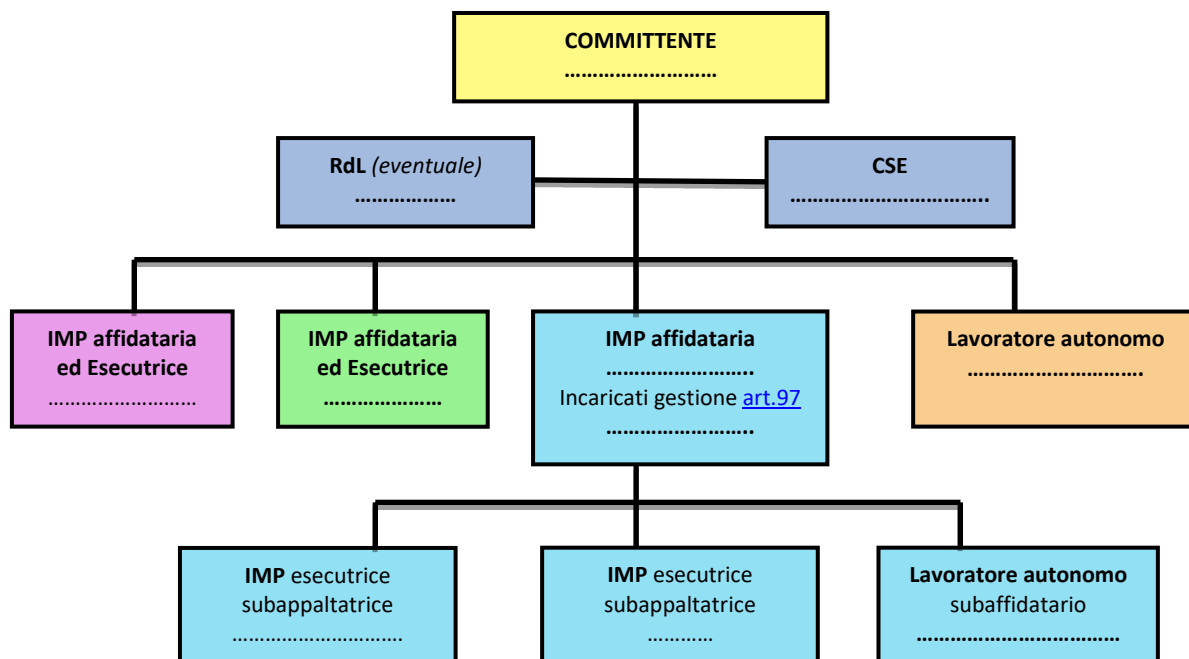 COMMITTENTE
……………………
RdL (eventuale)
………………
CSE
……………………………..
IMP affidataria
ed Esecutrice
………………………
IMP affidataria
ed Esecutrice
…………………
IMP affidataria
……………………..
Incaricati gestione art.97
……………………..
Lavoratore autonomo
…………………………. 
IMP esecutrice
subappaltatrice
………………………….
IMP esecutrice
subappaltatrice
…………
Lavoratore autonomo
subaffidatario
………………………………